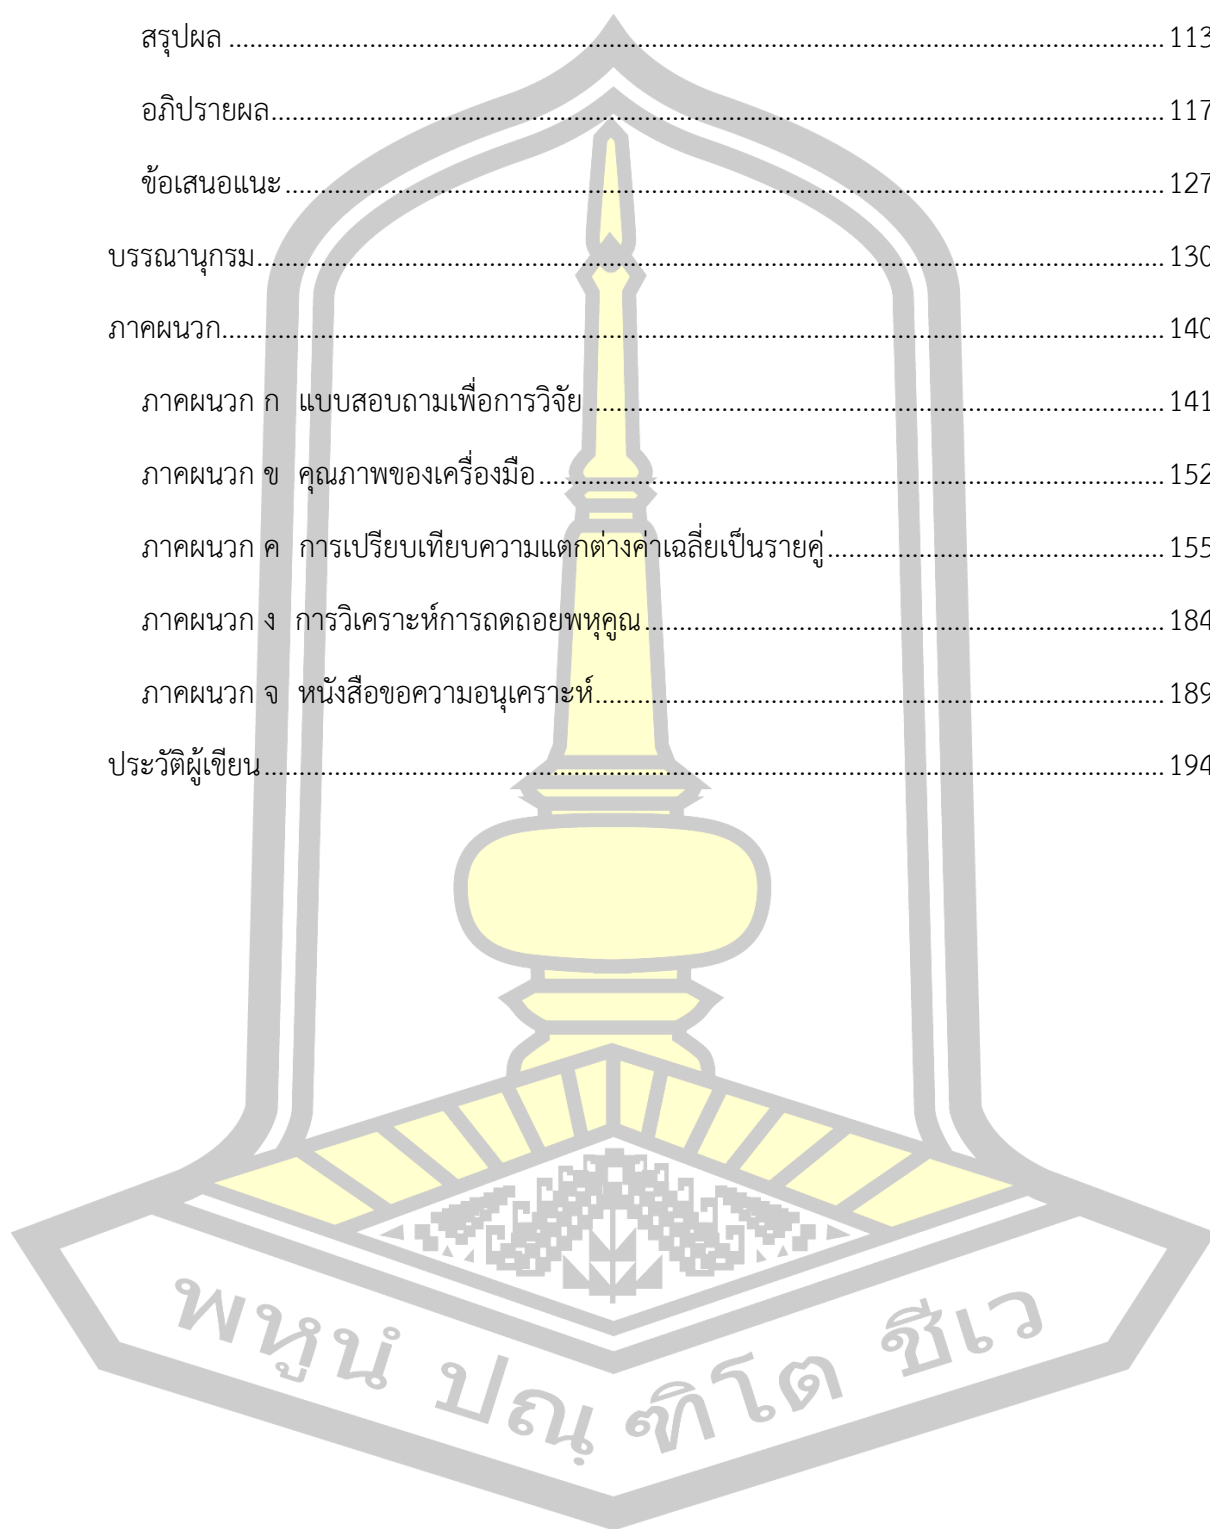 สรุปผล ........................................................................................................................ 113
อภิปรายผล.................................................................................................................. 117
ข้อเสนอแนะ ................................................................................................................ 127
บรรณานุกรม................................................................................................................... 130
ภาคผนวก........................................................................................................................ 140
ภาคผนวก ก แบบสอบถามเพื่อการวิจัย .......................................................................... 141
ภาคผนวก ข คุณภาพของเครื่องมือ ................................................................................ 152
ภาคผนวก ค การเปรียบเทียบความแตกต่างค่าเฉลี่ยเป็นรายคู่ ........................................... 155
ภาคผนวก ง การวิเคราะห์การถดถอยพหุคูณ ................................................................... 184
ภาคผนวก จ หนังสือขอความอนุเคราะห์......................................................................... 189
ประวัติผู้เขียน .................................................................................................................. 194
พหูนํ ปณฺฑิโต ชีเว